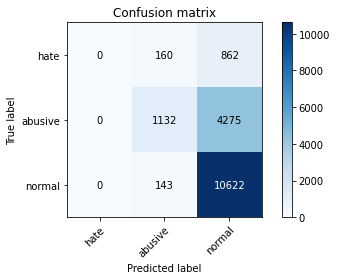 Confusion matrix
hate 0 160 862
abusive 0 1132 4275
normal 0 143 10622
hate abusive normal
True label
Predicted label
10000
8000
6000
4000
2000
0